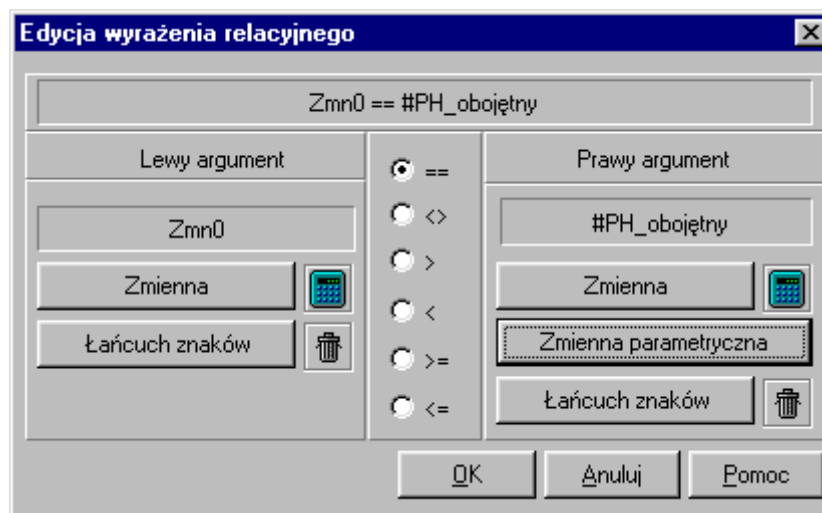 Edycja wyrażenia relacyjnego
Zmn0 == #PH_obojętny
Lewy argument
Zmn0
Zmienna
Łańcuch znaków
==
<>
>
<
>=
<=
Prawy argument
#PH_obojętny
Zmienna
Zmienna parametryczna
Łańcuch znaków
OK
Anuluj
Pomoc